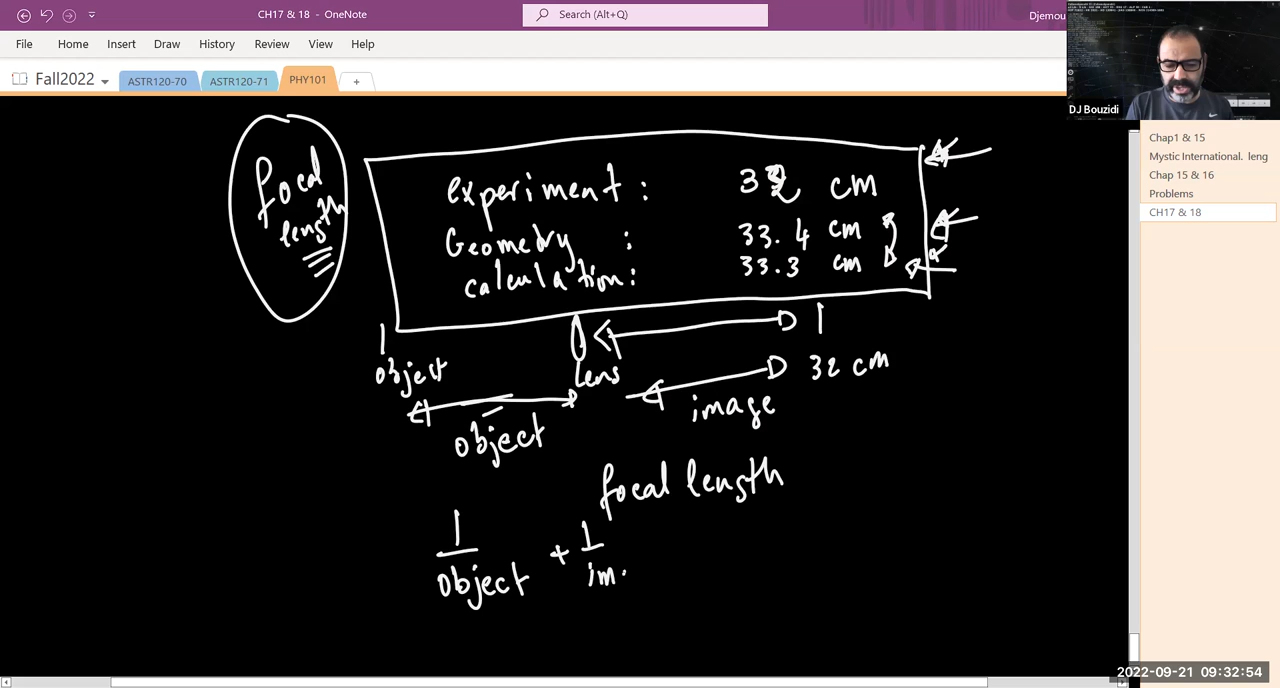 CH17 & 18 - OneNote
Search (Alt+Q)
Djemou
File Home Insert Draw History Review View Help
Fall2022 ASTR120-70 ASTR120-71 PHY101 +
DJ Bouzidi
Chap1 & 15
Mystic International. leng
Chap 15 & 16
Problems
CH17 & 18
focal
length
experiment : 32 cm
Geometry : 33.4 cm
calculation: 33.3 cm
object
lens
32 cm
object
image
focal length
1 + 1
object im.
2022-09-21 09:32:54